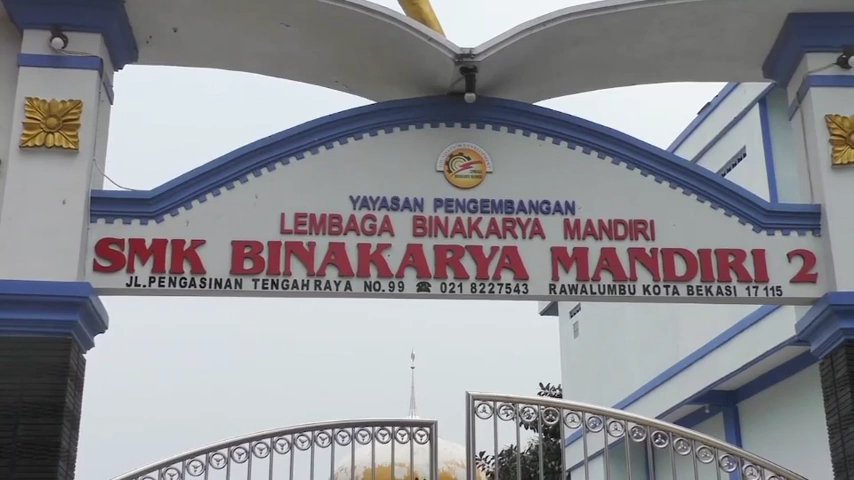 YAYASAN PENGEMBANGAN
LEMBAGA BINAKARYA MANDIRI
SMK BINAKARYA MANDIRI 2
JL.PENGASINAN TENGAH RAYA NO.99 ☎ 021 8227543 RAWALUMBU KOTA BEKASI 17115